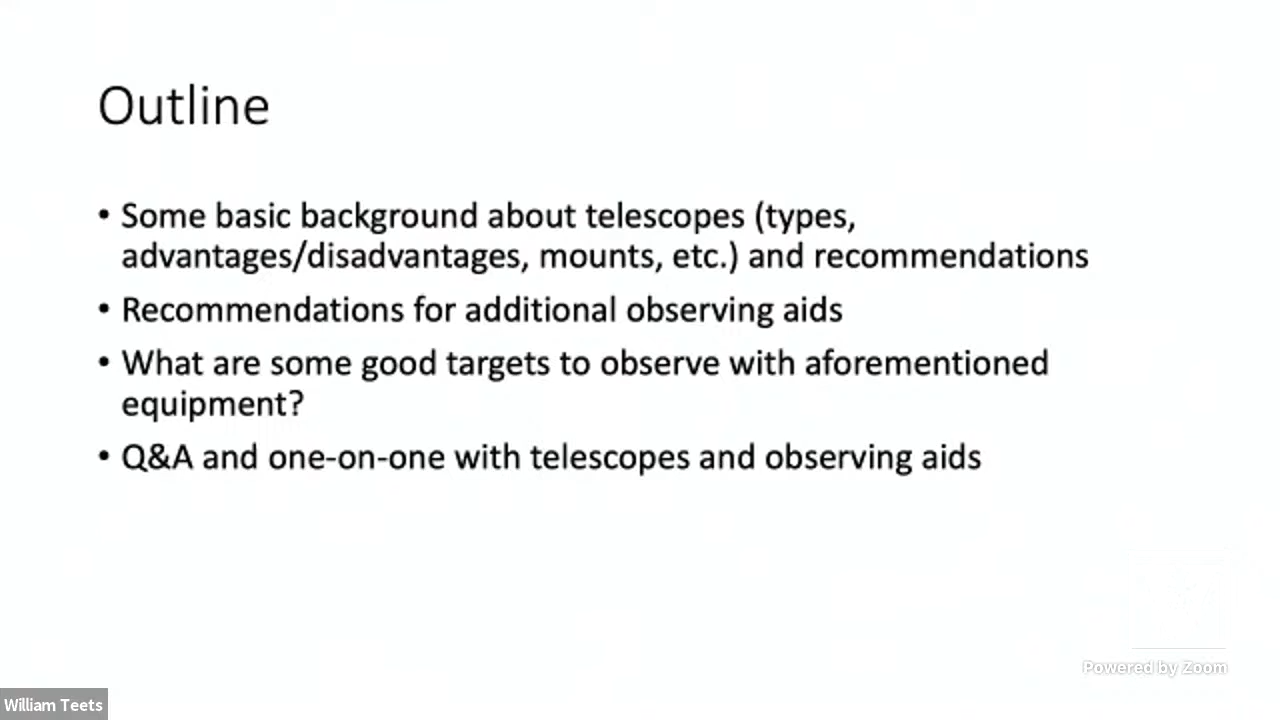 Outline
• Some basic background about telescopes (types,
advantages/disadvantages, mounts, etc.) and recommendations
• Recommendations for additional observing aids
• What are some good targets to observe with aforementioned
equipment?
• Q&A and one-on-one with telescopes and observing aids
Powered by Zoom
William Teets